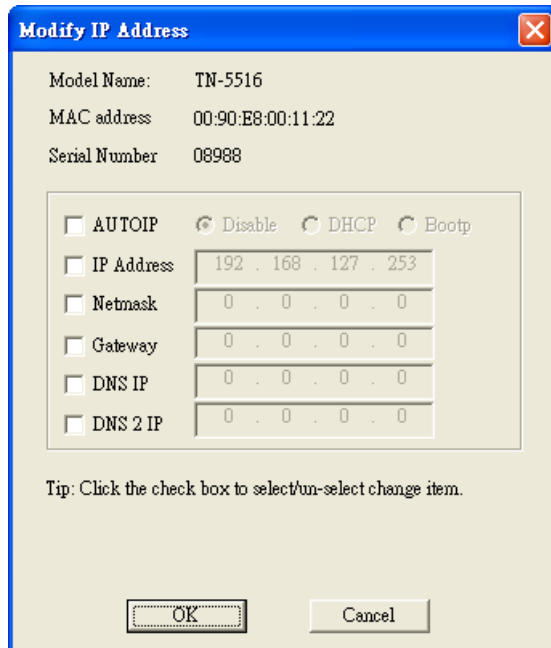 Modify IP Address
Model Name: TN-5516
MAC address 00:90:E8:00:11:22
Serial Number 08988
AUTOIP Disable DHCP Bootp
IP Address 192 . 168 . 127 . 253
Netmask 0 . 0 . 0 . 0
Gateway 0 . 0 . 0 . 0
DNS IP 0 . 0 . 0 . 0
DNS 2 IP 0 . 0 . 0 . 0
Tip: Click the check box to select/un-select change item.
OK Cancel